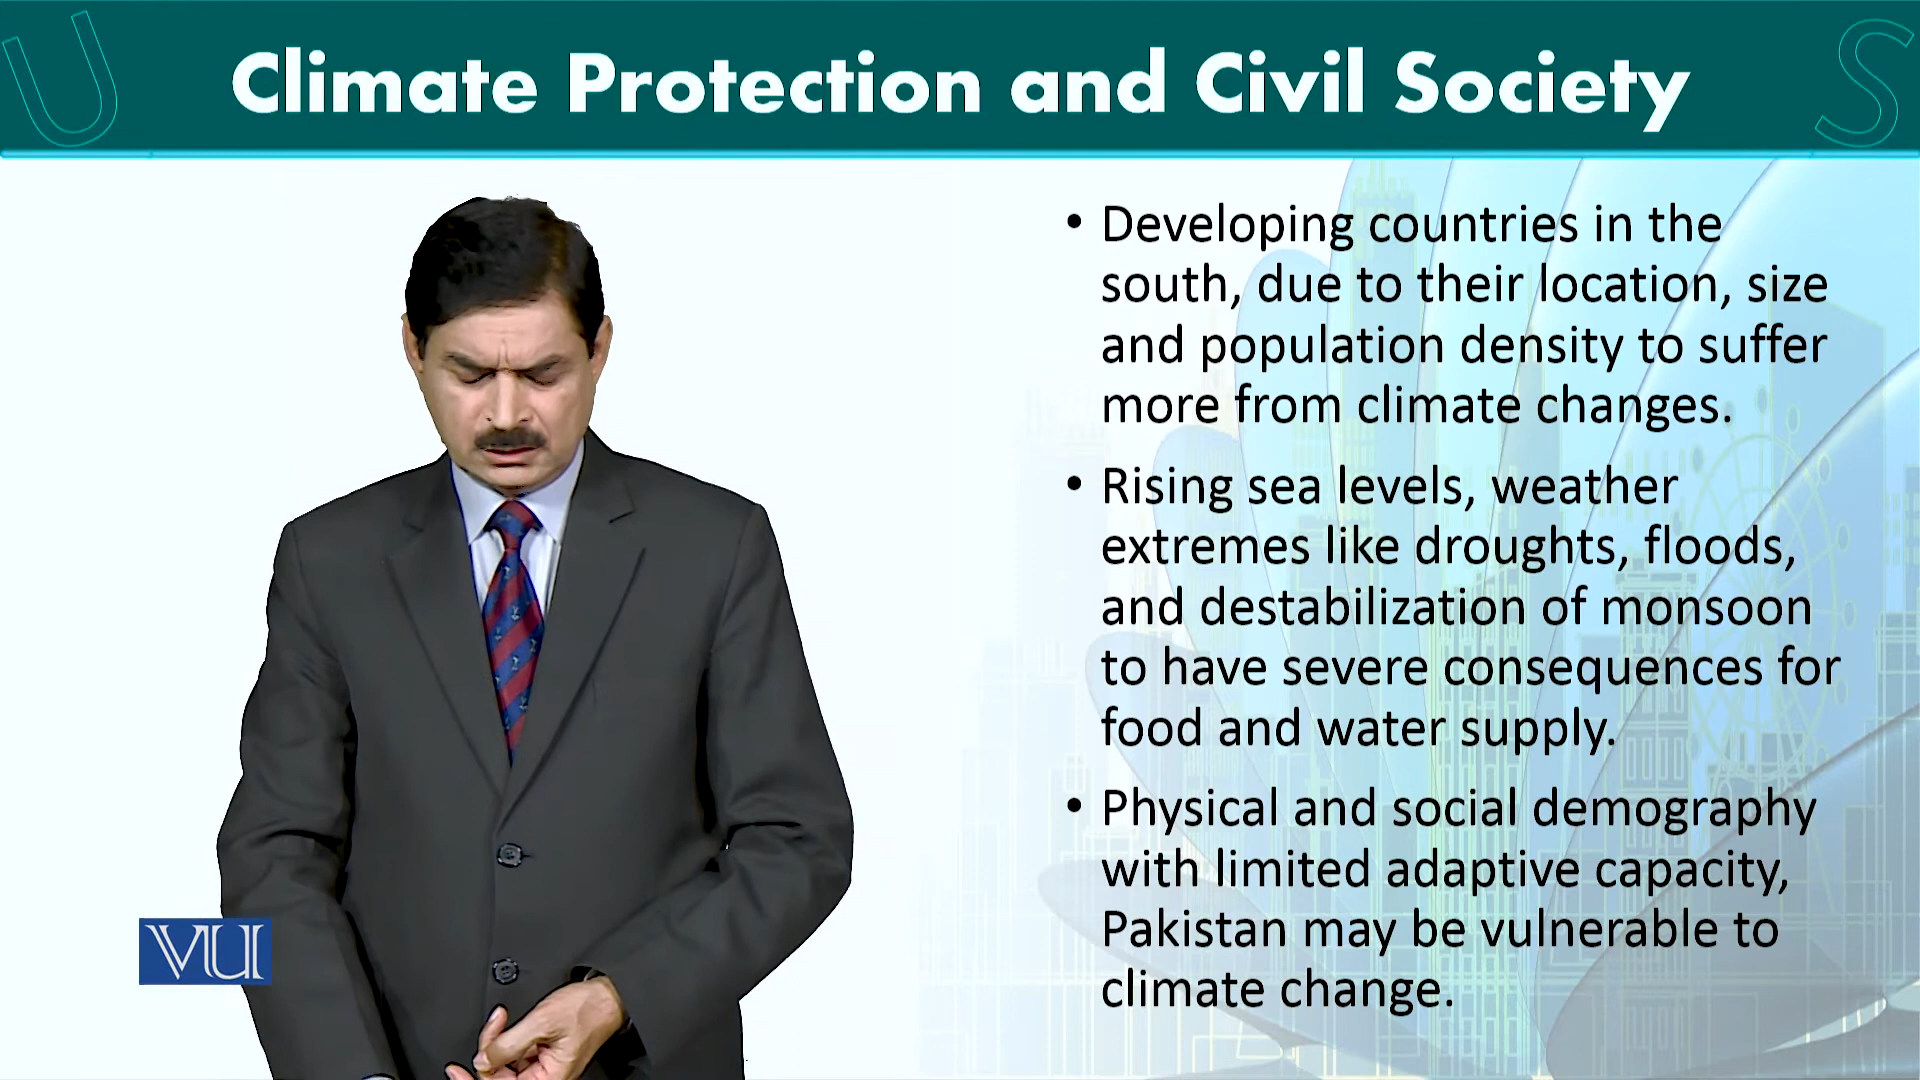 U
Climate Protection and Civil Society
S
• Developing countries in the
south, due to their location, size
and population density to suffer
more from climate changes.
• Rising sea levels, weather
extremes like droughts, floods,
and destabilization of monsoon
to have severe consequences for
food and water supply.
• Physical and social demography
with limited adaptive capacity,
Pakistan may be vulnerable to
climate change.
VU